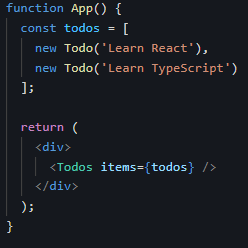 function App() {
  const todos = [
    new Todo('Learn React'),
    new Todo('Learn TypeScript')
  ];

  return (
    <div>
      <Todos items={todos} />
    </div>
  );
}